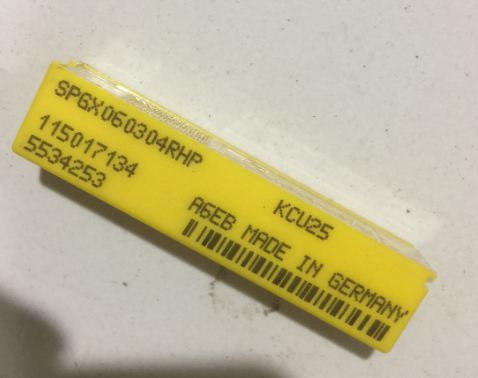 SPGX060304RHP
115017134 KCU25
5534253
A6EB MADE IN GERMANY